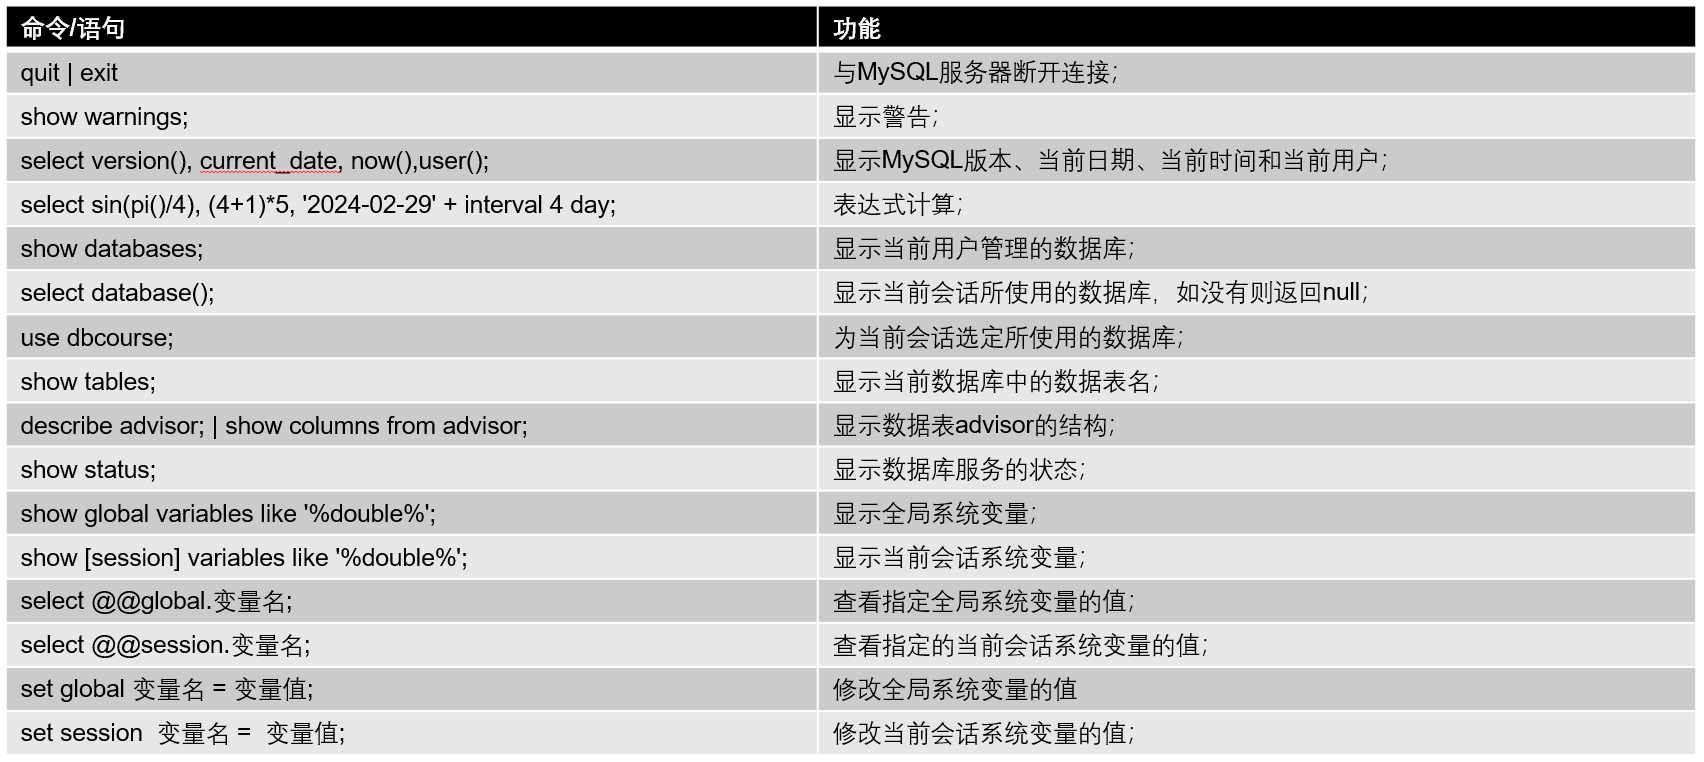 命令/语句 功能
quit | exit 与MySQL服务器断开连接；
show warnings; 显示警告；
select version(), current_date, now(),user(); 显示MySQL版本、当前日期、当前时间和当前用户；
select sin(pi()/4), (4+1)*5, '2024-02-29' + interval 4 day; 表达式计算；
show databases; 显示当前用户管理的数据库；
select database(); 显示当前会话所使用的数据库，如没有则返回null；
use dbcourse; 为当前会话选定所使用的数据库；
show tables; 显示当前数据库中的数据表名；
describe advisor; | show columns from advisor; 显示数据表advisor的结构；
show status; 显示数据库服务的状态；
show global variables like '%double%'; 显示全局系统变量；
show [session] variables like '%double%'; 显示当前会话系统变量；
select @@global.变量名; 查看指定全局系统变量的值；
select @@session.变量名; 查看指定的当前会话系统变量的值；
set global 变量名 = 变量值; 修改全局系统变量的值
set session  变量名 =  变量值; 修改当前会话系统变量的值；